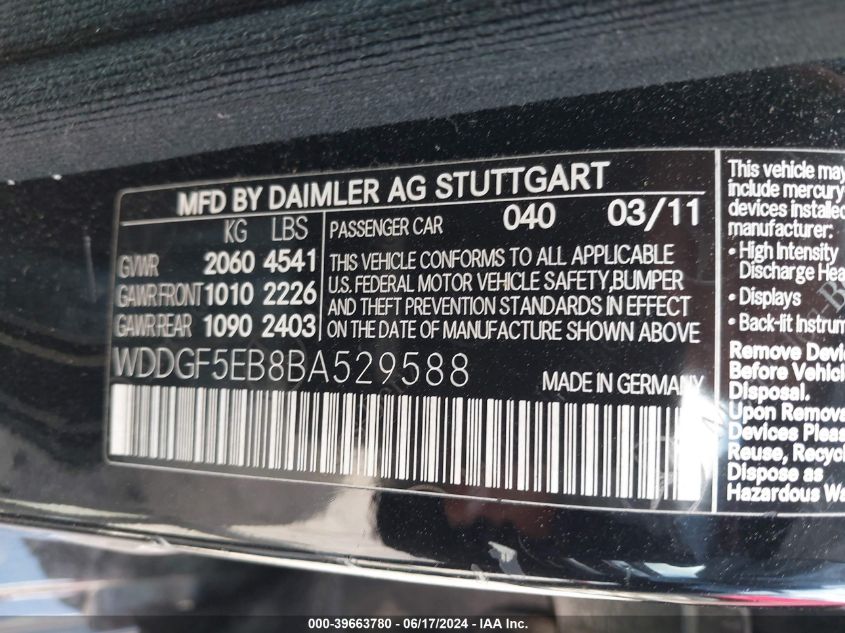 MFD BY DAIMLER AG STUTTGART
KG LBS
GVWR 2060 4541
GAWR FRONT 1010 2226
GAWR REAR 1090 2403
PASSENGER CAR 040 03/11
THIS VEHICLE CONFORMS TO ALL APPLICABLE
U.S. FEDERAL MOTOR VEHICLE SAFETY,BUMPER
AND THEFT PREVENTION STANDARDS IN EFFECT
ON THE DATE OF MANUFACTURE SHOWN ABOVE
WDDGF5EB8BA529588
MADE IN GERMANY
This vehicle may
include mercury
devices installed
manufacturer:
• High Intensity
Discharge Hea
• Displays
• Back-lit Instrum
Remove Devi
Before Vehicl
Disposal.
Upon Remova
Devices Pleas
Reuse, Recyc
Dispose as
Hazardous Wa
000-39663780 - 06/17/2024 - IAA Inc.